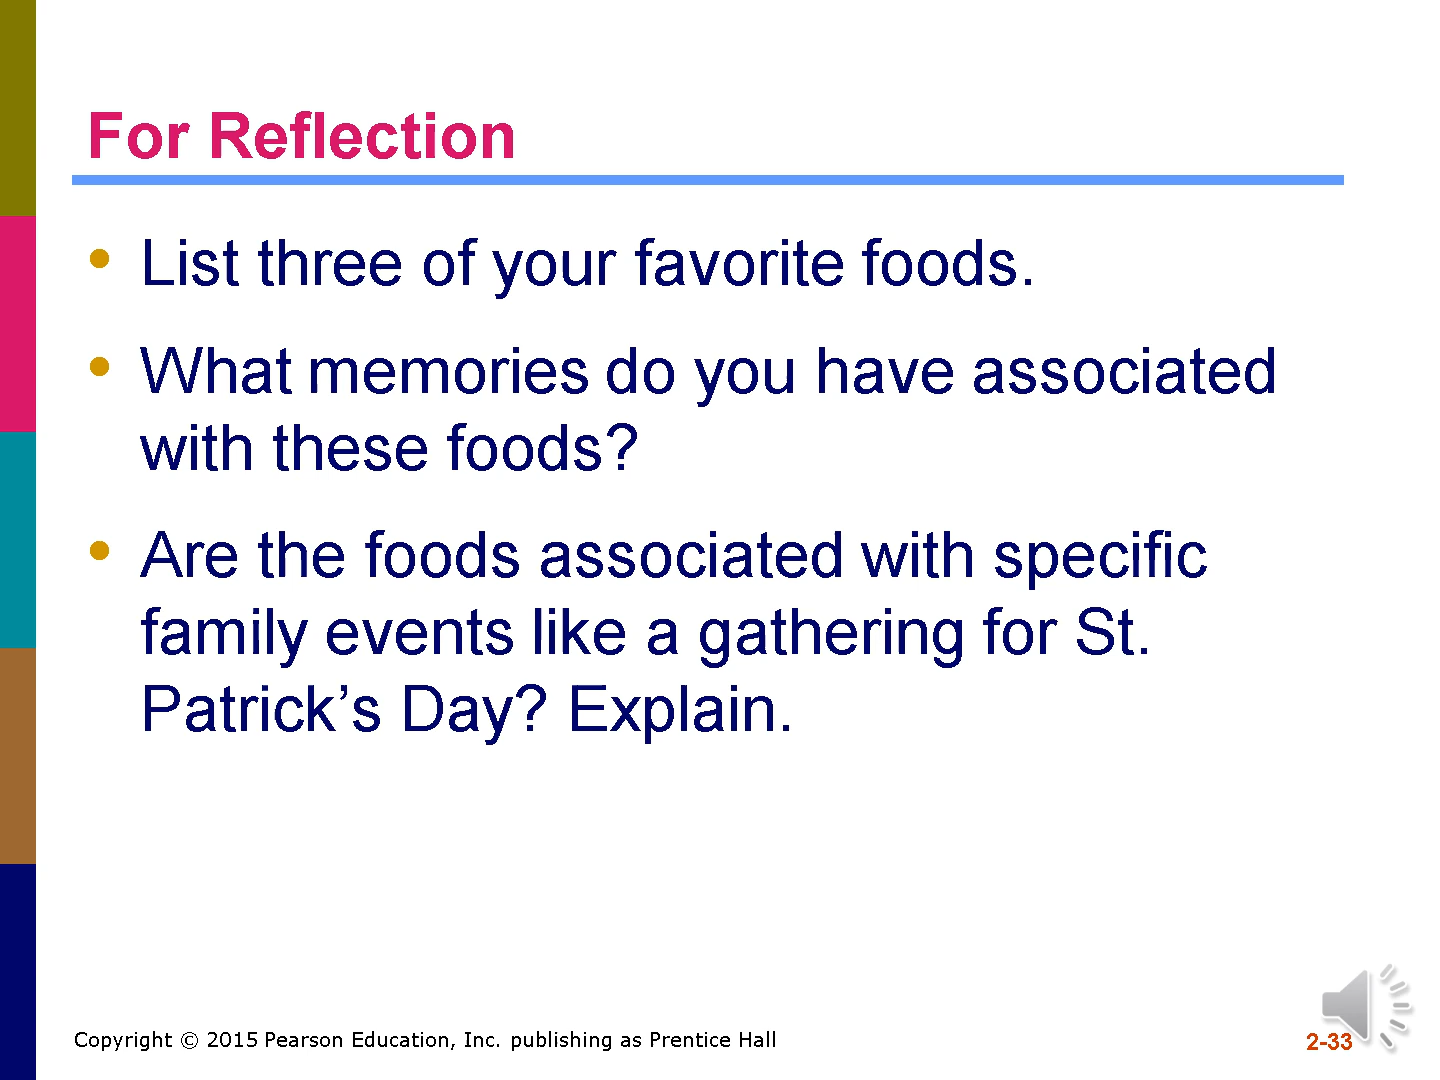 For Reflection
• List three of your favorite foods.
• What memories do you have associated
with these foods?
• Are the foods associated with specific
family events like a gathering for St.
Patrick’s Day? Explain.
Copyright © 2015 Pearson Education, Inc. publishing as Prentice Hall
2-33